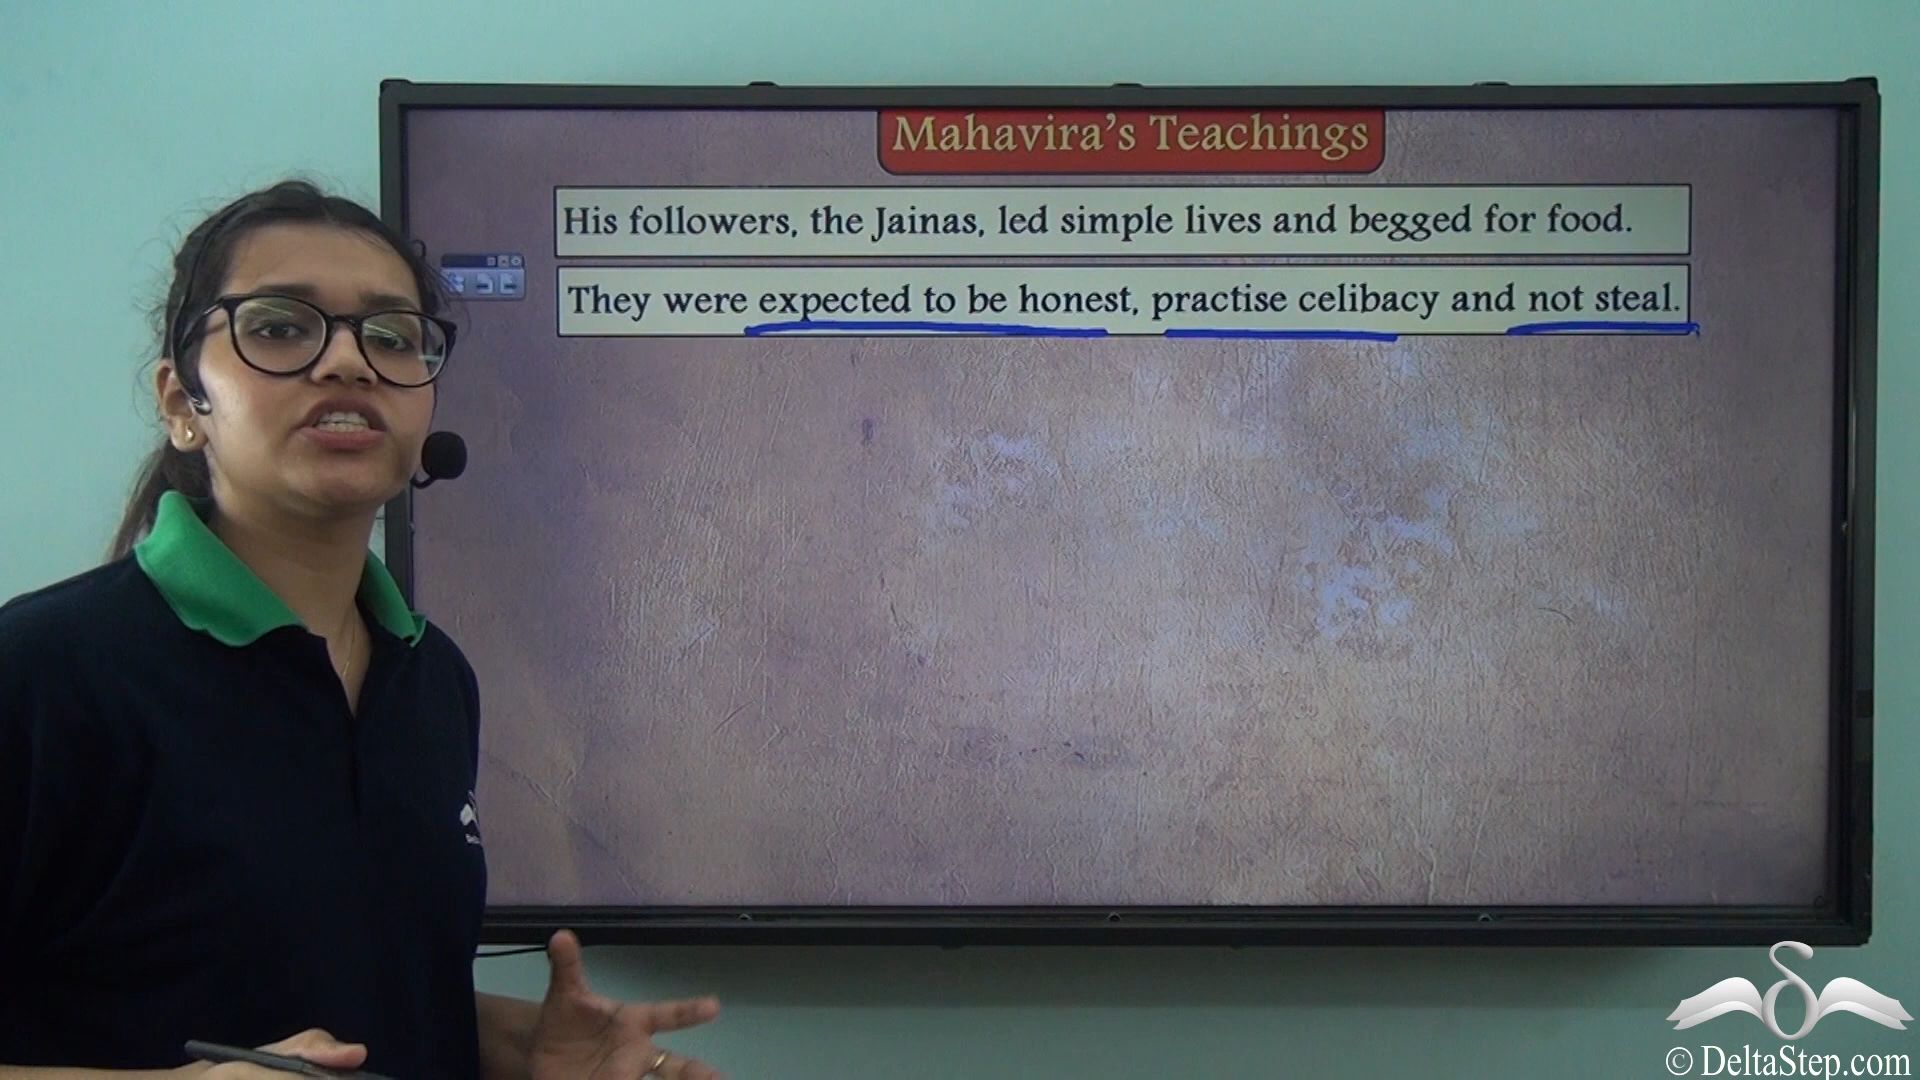 Mahavira's Teachings
His followers, the Jainas, led simple lives and begged for food.
They were expected to be honest, practise celibacy and not steal.
© DeltaStep.com